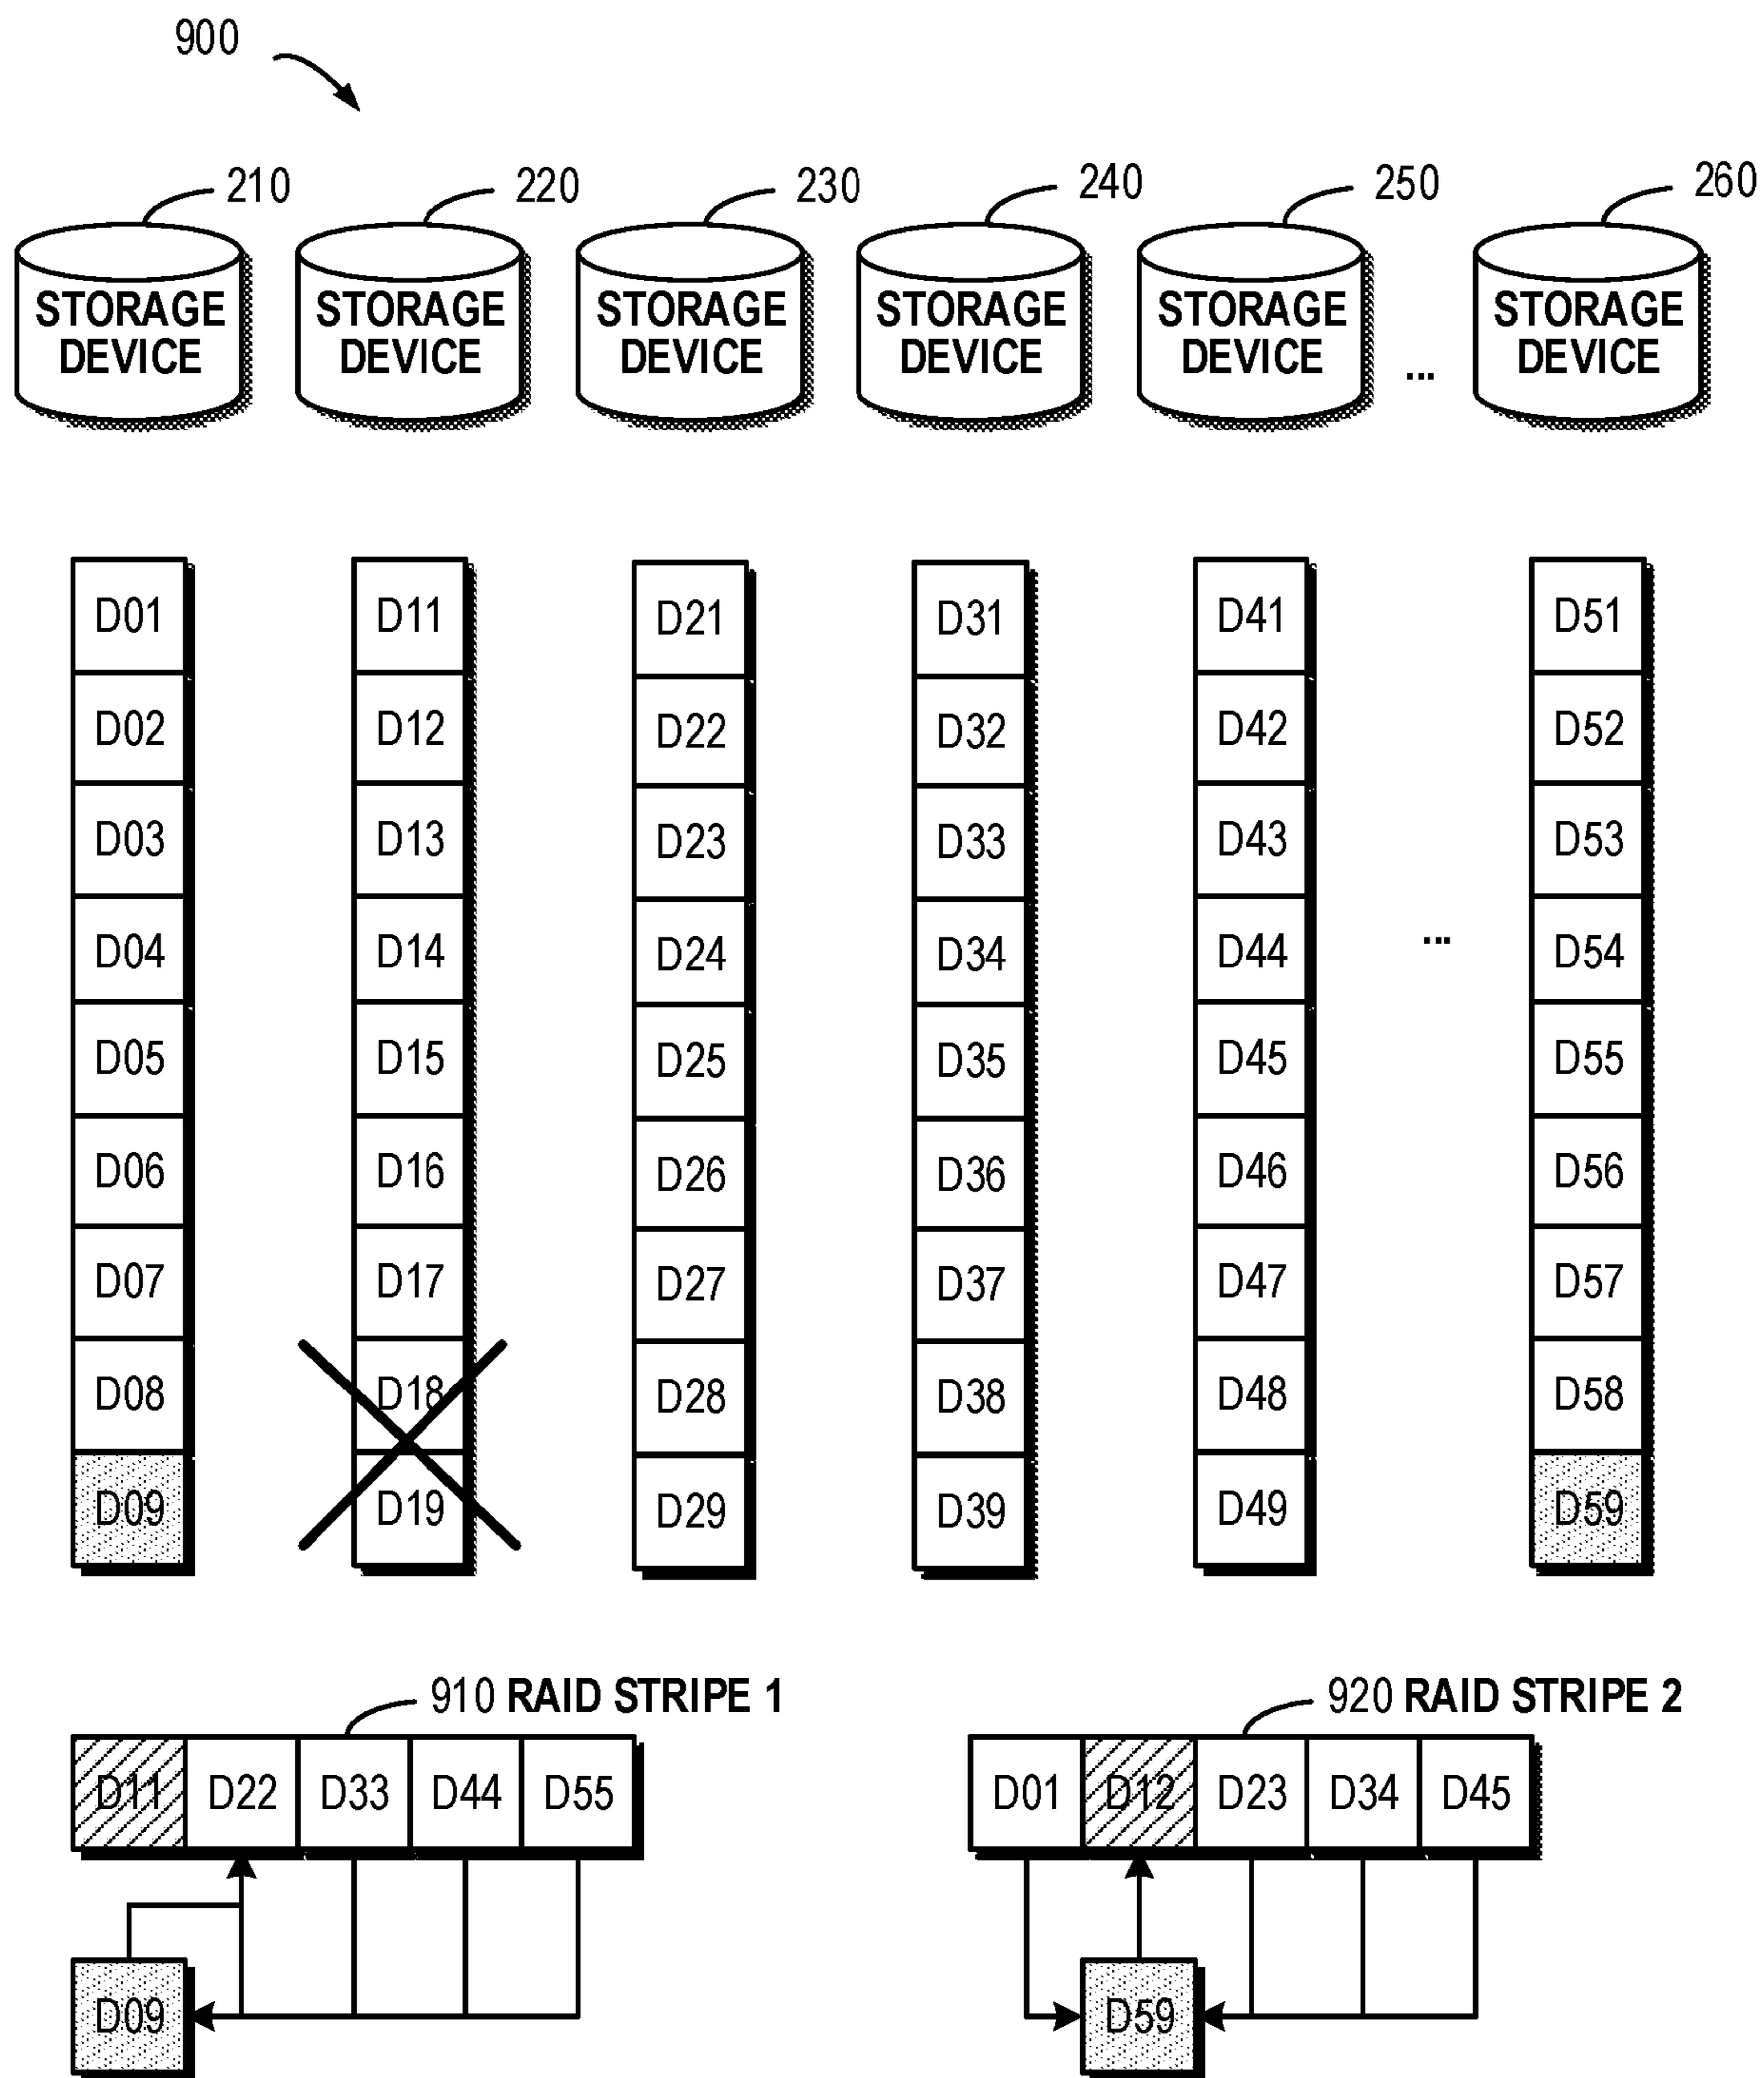 900
210 220 230 240 250 260
STORAGE DEVICE STORAGE DEVICE STORAGE DEVICE STORAGE DEVICE STORAGE DEVICE ... STORAGE DEVICE
D01 D11 D21 D31 D41 D51
D02 D12 D22 D32 D42 D52
D03 D13 D23 D33 D43 D53
D04 D14 D24 D34 D44 ... D54
D05 D15 D25 D35 D45 D55
D06 D16 D26 D36 D46 D56
D07 D17 D27 D37 D47 D57
D08 D18 D28 D38 D48 D58
D09 D19 D29 D39 D49 D59
910 RAID STRIPE 1 920 RAID STRIPE 2
D11 D22 D33 D44 D55 D01 D12 D23 D34 D45
D09 D59